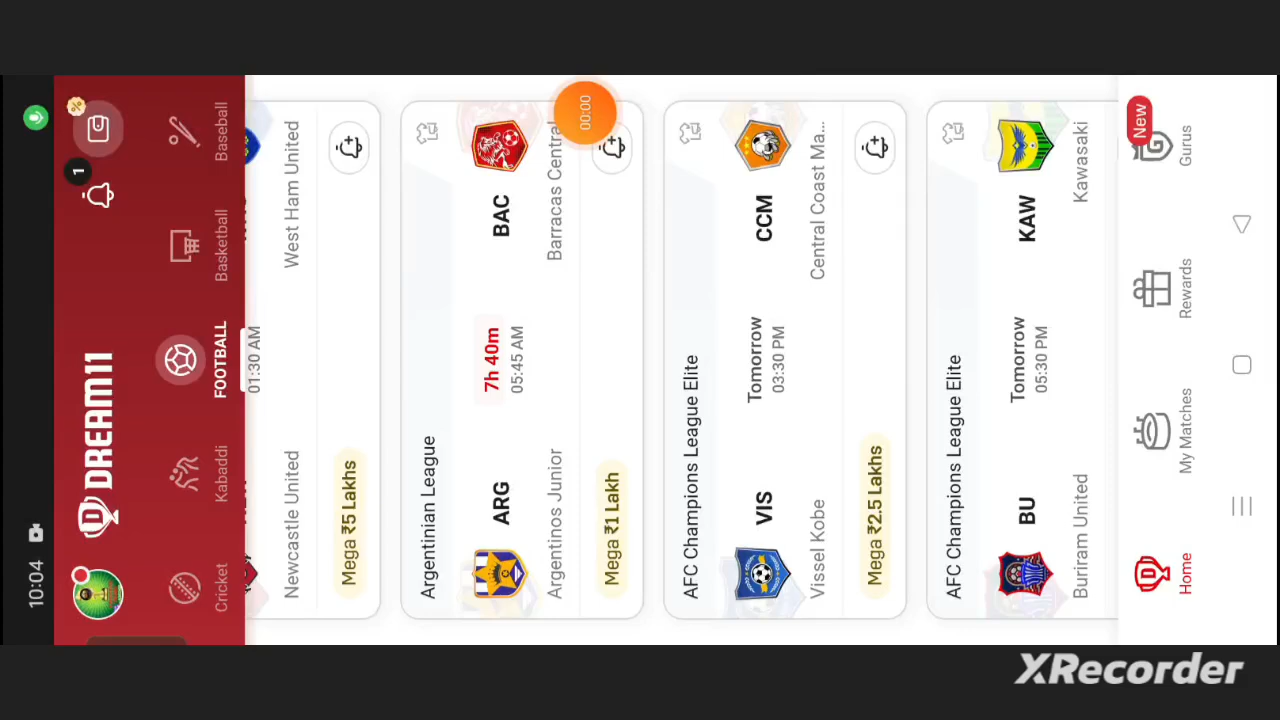 10:04
DREAM11
1
Cricket
Kabaddi
FOOTBALL
Basketball
Baseball
01:30 AM
Newcastle United
West Ham United
Mega ₹5 Lakhs
00:00
Argentinian League
ARG
7h 40m
BAC
05:45 AM
Argentinos Junior
Barracas Central
Mega ₹1 Lakh
AFC Champions League Elite
VIS
Tomorrow
CCM
03:30 PM
Vissel Kobe
Central Coast Ma...
Mega ₹2.5 Lakhs
AFC Champions League Elite
BU
Tomorrow
KAW
05:30 PM
Buriram United
Kawasaki
New
Home
My Matches
Rewards
Gurus
XRecorder